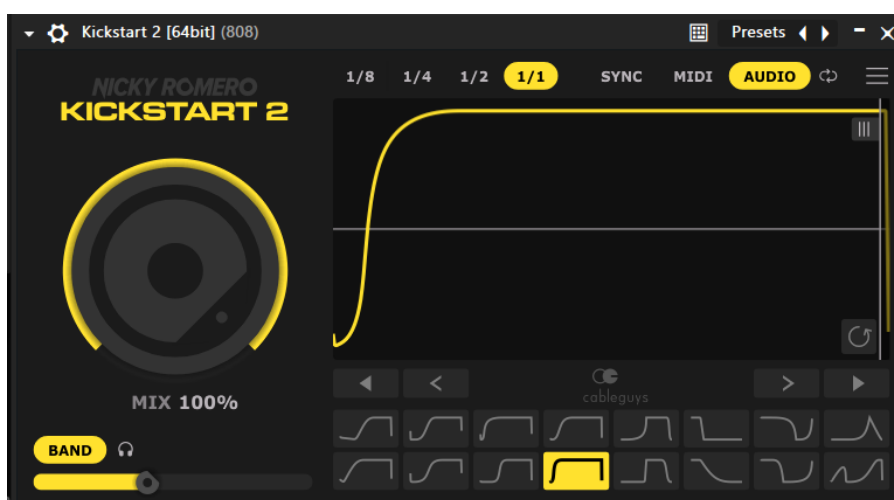 Kickstart 2 [64bit] (808)
Presets
NICKY ROMERO
KICKSTART 2
1/8 1/4 1/2 1/1 SYNC MIDI AUDIO
MIX 100%
cableguys
BAND